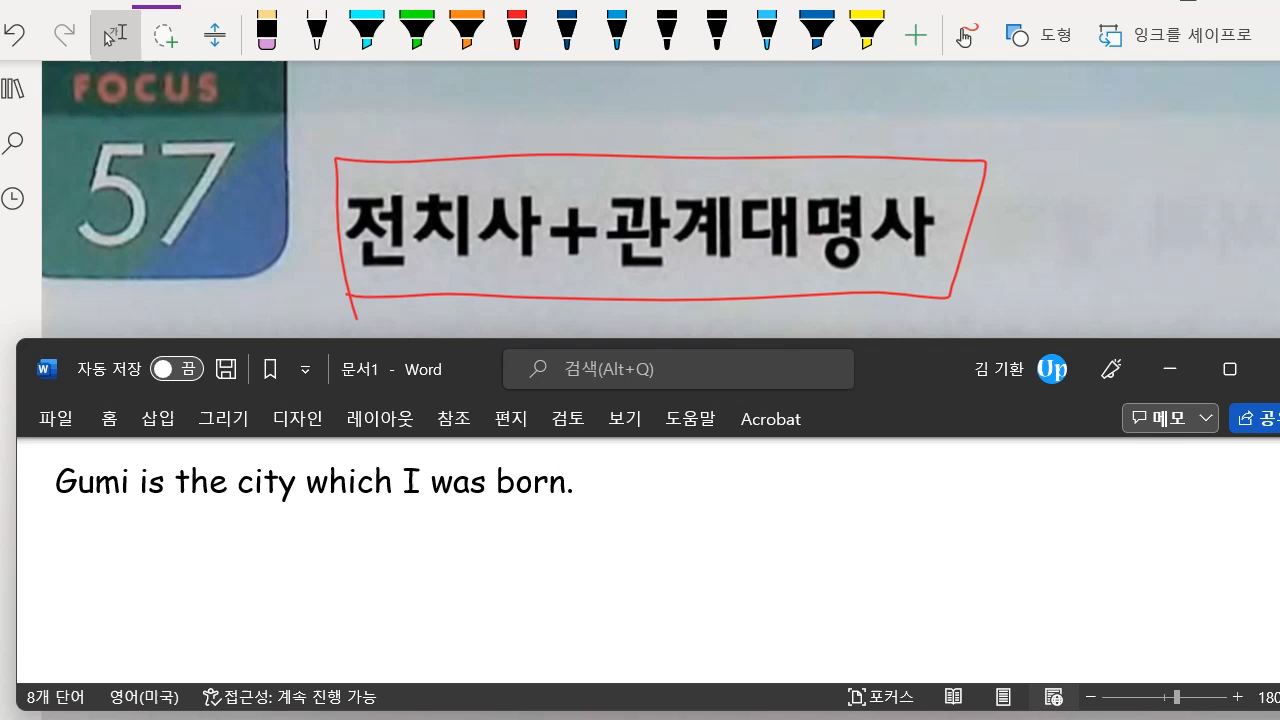 가
도형
잉크를 셰이프로
FOCUS
57
전치사+관계대명사
자동 저장
끔
문서1 - Word
검색(Alt+Q)
김 기환
Up
파일
홈
삽입
그리기
디자인
레이아웃
참조
편지
검토
보기
도움말
Acrobat
메모
Gumi is the city which I was born.
8개 단어
영어(미국)
접근성: 계속 진행 가능
포커스
180